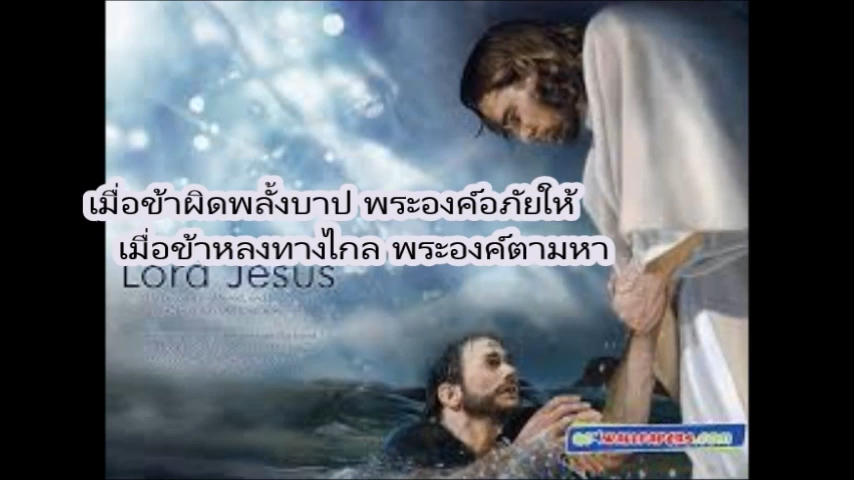 เมื่อข้าผิดพลั้งบาป พระองค์อภัยให้
เมื่อข้าหลงทางไกล พระองค์ตามหา
Lord Jesus
WALLPAPERS.com